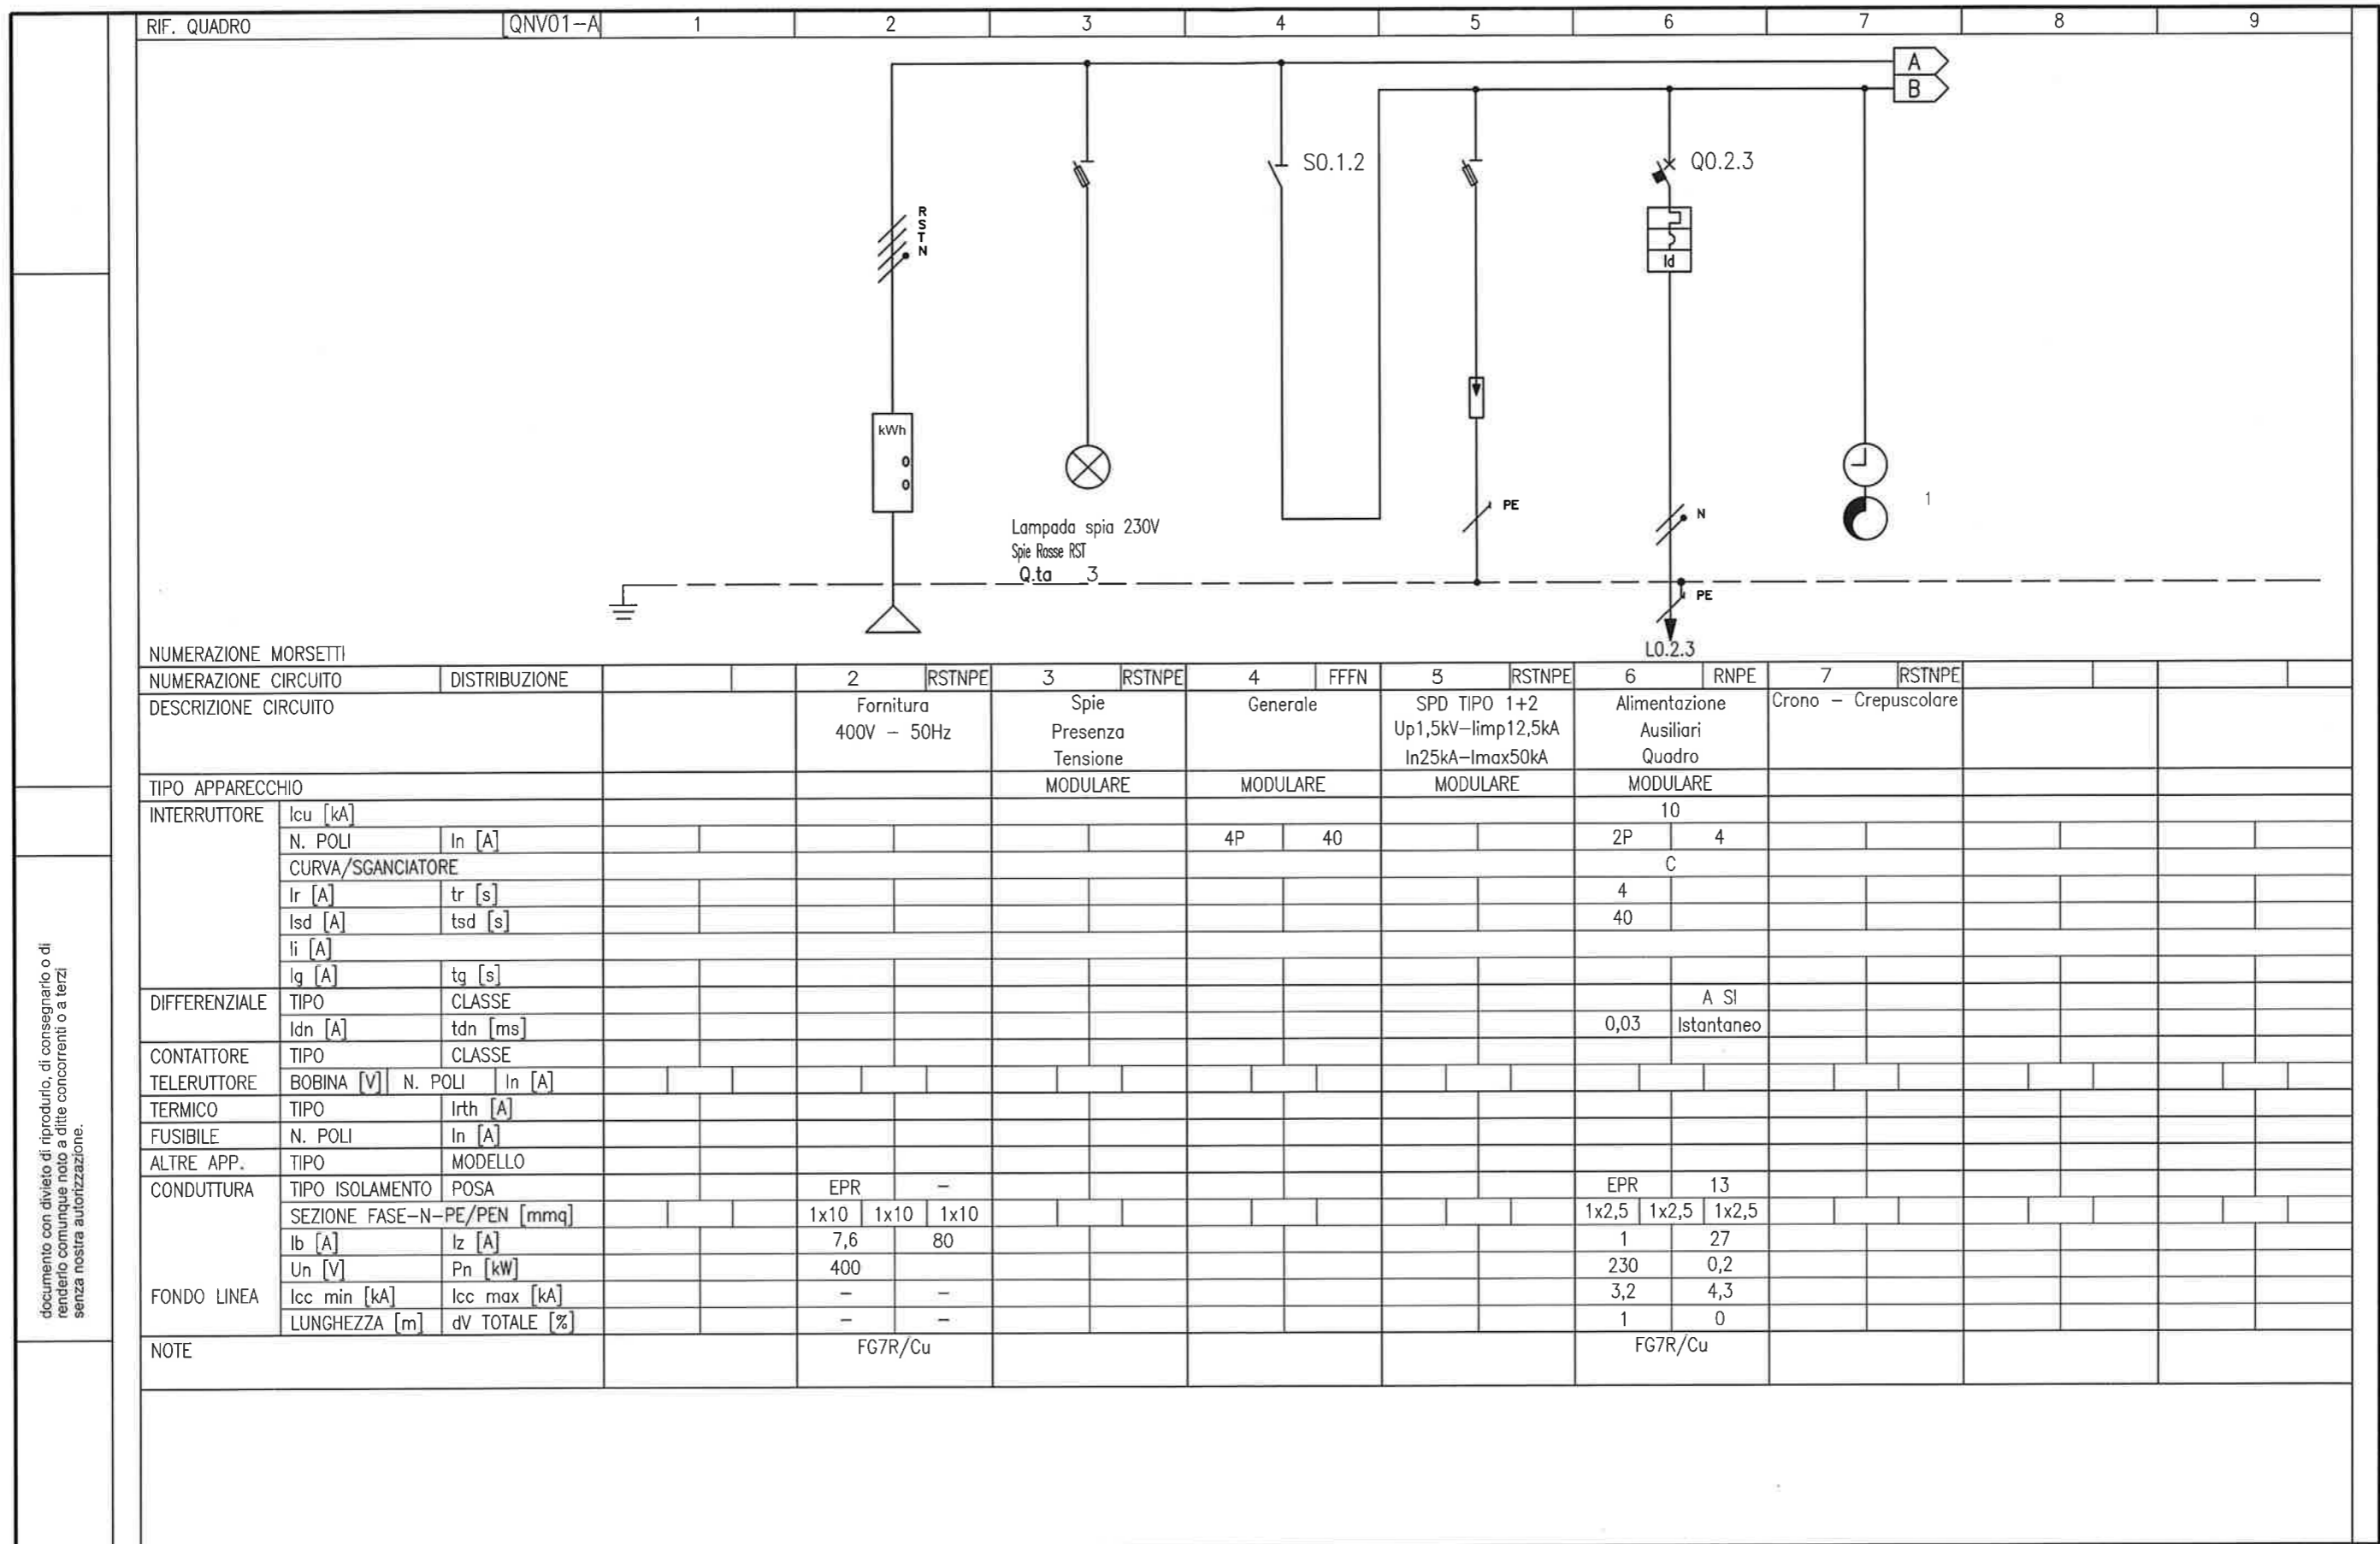 RIF. QUADRO QNV01-A 1 2 3 4 5 6 7 8 9
A
B
S0.1.2
Q0.2.3
R
S
T
N
Id
kWh
0
0
PE
N
1
Lampada spia 230V
Spie Rosse RST
Q.ta 3
PE
L0.2.3
NUMERAZIONE MORSETTI
NUMERAZIONE CIRCUITO DISTRIBUZIONE 2 RSTNPE 3 RSTNPE 4 FFFN 5 RSTNPE 6 RNPE 7 RSTNPE
DESCRIZIONE CIRCUITO Fornitura Spie Generale SPD TIPO 1+2 Alimentazione Crono - Crepuscolare
400V - 50Hz Presenza Up1,5kV-Iimp12,5kA Ausiliari
Tensione In25kA-Imax50kA Quadro
TIPO APPARECCHIO MODULARE MODULARE MODULARE MODULARE
INTERRUTTORE Icu [kA] 10
N. POLI In [A] 4P 40 2P 4
CURVA/SGANCIATORE C
Ir [A] tr [s] 4
Isd [A] tsd [s] 40
Ii [A]
Ig [A] tg [s]
DIFFERENZIALE TIPO CLASSE A SI
Idn [A] tdn [ms] 0,03 Istantaneo
CONTATTORE TIPO CLASSE
TELERUTTORE BOBINA [V] N. POLI In [A]
TERMICO TIPO Irth [A]
FUSIBILE N. POLI In [A]
ALTRE APP. TIPO MODELLO
CONDUTTURA TIPO ISOLAMENTO POSA EPR - EPR 13
SEZIONE FASE-N-PE/PEN [mmq] 1x10 1x10 1x10 1x2,5 1x2,5 1x2,5
Ib [A] Iz [A] 7,6 80 1 27
Un [V] Pn [kW] 400 230 0,2
FONDO LINEA Icc min [kA] Icc max [kA] - - 3,2 4,3
LUNGHEZZA [m] dV TOTALE [%] - - 1 0
NOTE FG7R/Cu FG7R/Cu
documento con divieto di riprodurlo, di consegnarlo o di
renderlo comunque noto a ditte concorrenti o a terzi
senza nostra autorizzazione.